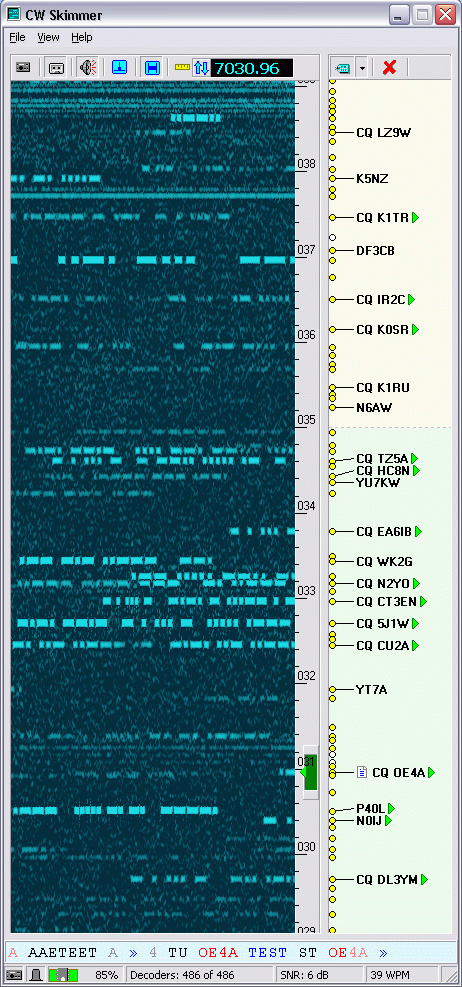 CW Skimmer
File View Help
7030.96
CQ LZ9W
038
K5NZ
CQ K1TR
037
DF3CB
CQ IR2C
036
CQ K0SR
CQ K1RU
N6AW
035
CQ TZ5A
CQ HC8N
YU7KW
034
CQ EA6IB
CQ WK2G
033
CQ N2YO
CQ CT3EN
CQ 5J1W
CQ CU2A
032
YT7A
031
CQ OE4A
P40L
N0IJ
030
CQ DL3YM
029
A AAETEET A » 4 TU OE4A TEST ST OE4A »
85% Decoders: 486 of 486 SNR: 6 dB 39 WPM